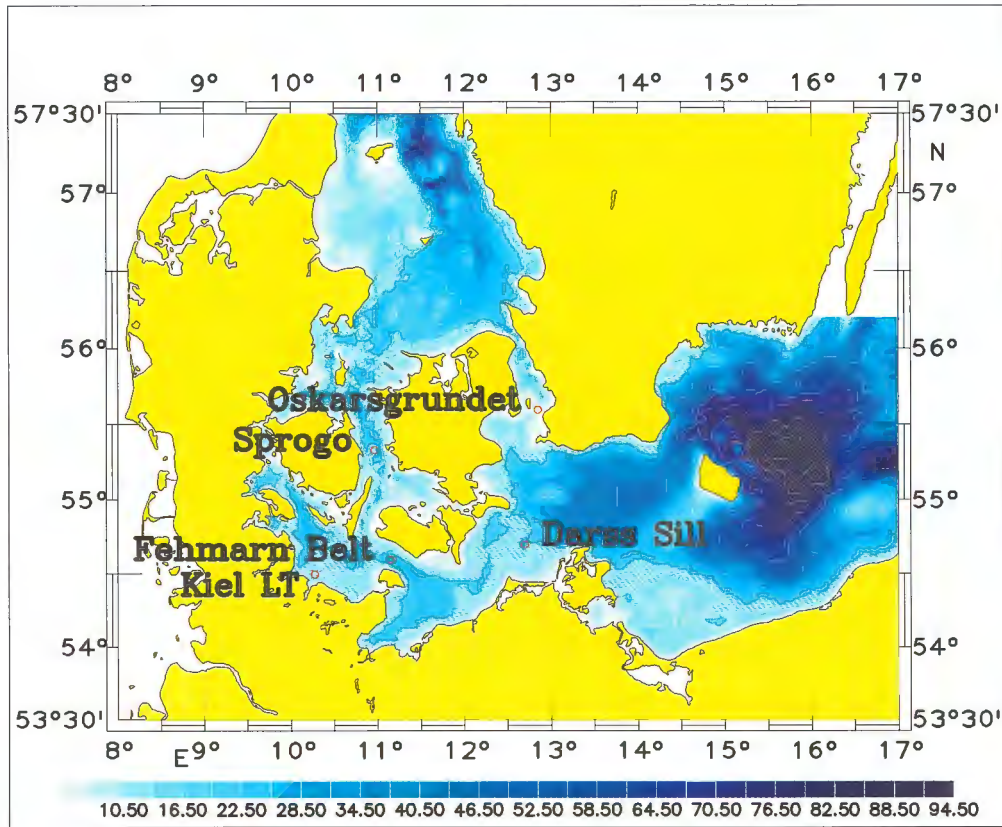 8° 9° 10° 11° 12° 13° 14° 15° 16° 17°
57°30' 57°30'
N
57° 57°
56° 56°
Oskarsgrundet
Sprogo
55° 55°
Darss Sill
Fehmarn Belt
Kiel LT
54° 54°
53°30' 53°30'
8° E 9° 10° 11° 12° 13° 14° 15° 16° 17°
10.50 16.50 22.50 28.50 34.50 40.50 46.50 52.50 58.50 64.50 70.50 76.50 82.50 88.50 94.50